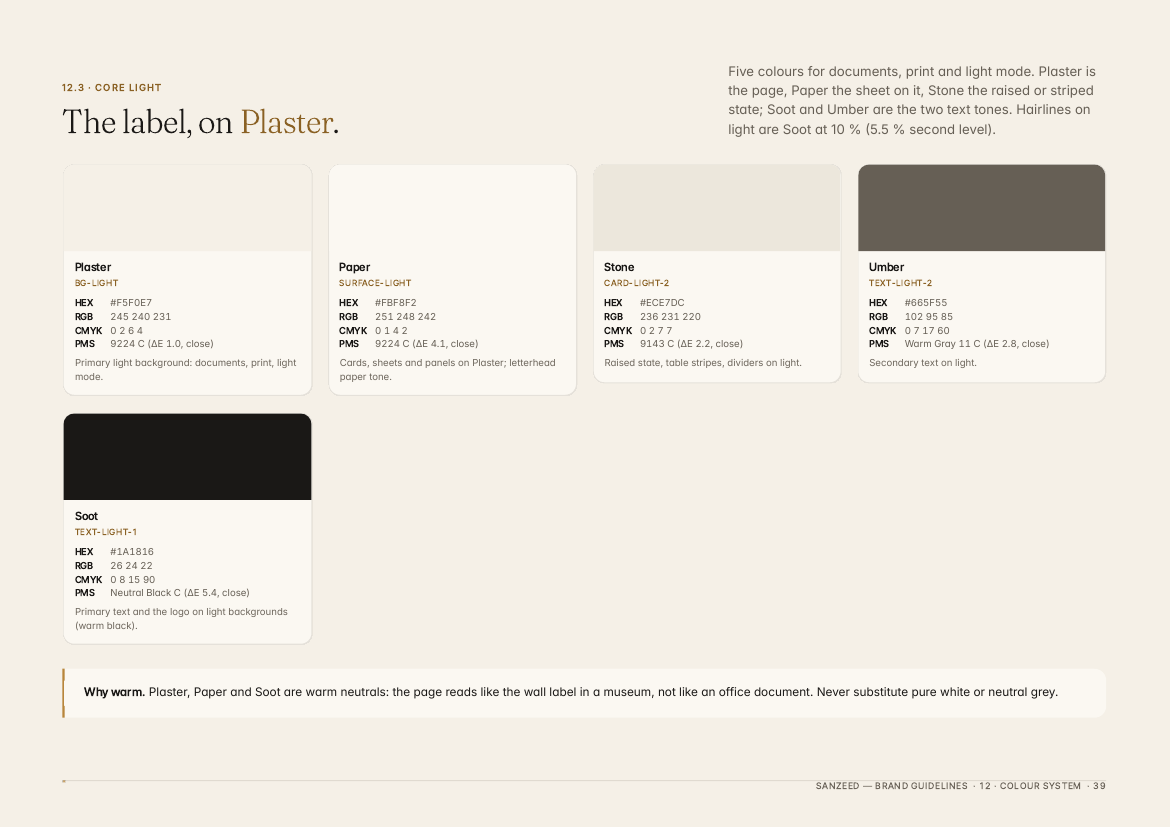 12.3 · CORE LIGHT
The label, on Plaster.
Five colours for documents, print and light mode. Plaster is
the page, Paper the sheet on it, Stone the raised or striped
state; Soot and Umber are the two text tones. Hairlines on
light are Soot at 10 % (5.5 % second level).
Plaster
BG-LIGHT
HEX #F5F0E7
RGB 245 240 231
CMYK 0 2 6 4
PMS 9224 C (ΔE 1.0, close)
Primary light background: documents, print, light
mode.
Paper
SURFACE-LIGHT
HEX #FBF8F2
RGB 251 248 242
CMYK 0 1 4 2
PMS 9224 C (ΔE 4.1, close)
Cards, sheets and panels on Plaster; letterhead
paper tone.
Stone
CARD-LIGHT-2
HEX #ECE7DC
RGB 236 231 220
CMYK 0 2 7 7
PMS 9143 C (ΔE 2.2, close)
Raised state, table stripes, dividers on light.
Umber
TEXT-LIGHT-2
HEX #665F55
RGB 102 95 85
CMYK 0 7 17 60
PMS Warm Gray 11 C (ΔE 2.8, close)
Secondary text on light.
Soot
TEXT-LIGHT-1
HEX #1A1816
RGB 26 24 22
CMYK 0 8 15 90
PMS Neutral Black C (ΔE 5.4, close)
Primary text and the logo on light backgrounds
(warm black).
Why warm. Plaster, Paper and Soot are warm neutrals: the page reads like the wall label in a museum, not like an office document. Never substitute pure white or neutral grey.
SANZEED — BRAND GUIDELINES · 12 · COLOUR SYSTEM · 39